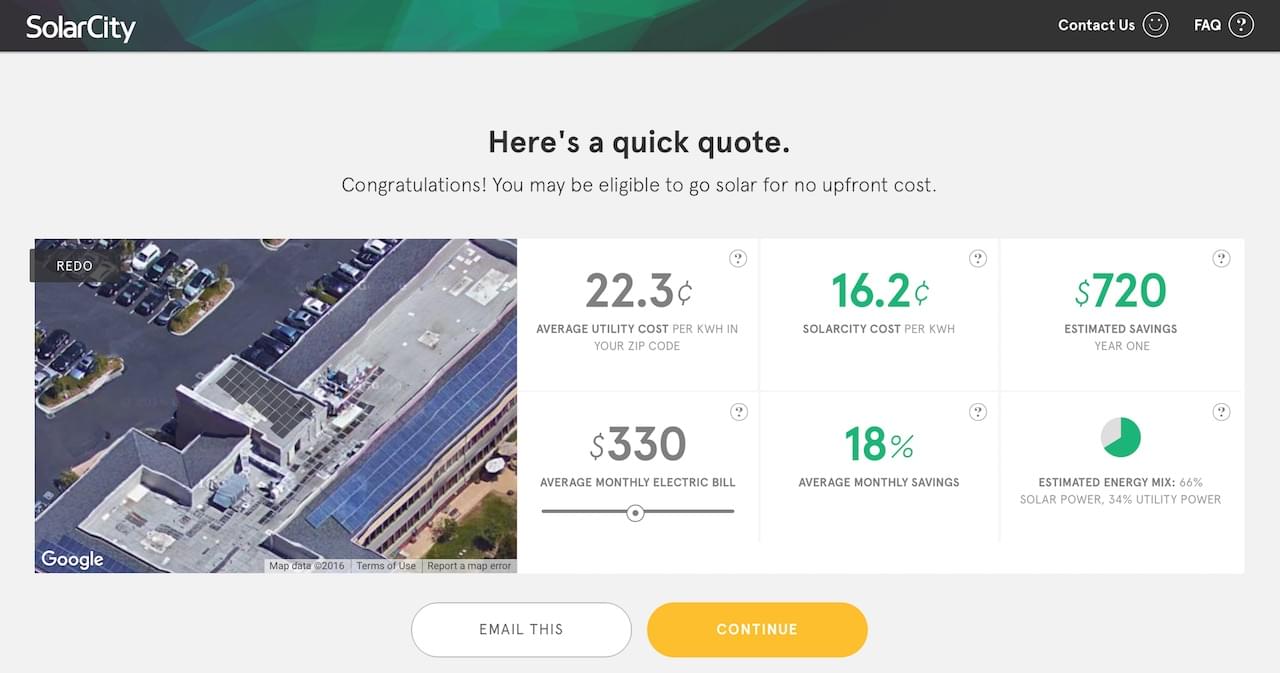 SolarCity
Contact Us
FAQ ?
Here's a quick quote.
Congratulations! You may be eligible to go solar for no upfront cost.
REDO
Google
Map data ©2016
Terms of Use
Report a map error
?
22.3¢
AVERAGE UTILITY COST PER KWH IN
YOUR ZIP CODE
?
16.2¢
SOLARCITY COST PER KWH
?
$720
ESTIMATED SAVINGS
YEAR ONE
?
$330
AVERAGE MONTHLY ELECTRIC BILL
?
18%
AVERAGE MONTHLY SAVINGS
?
ESTIMATED ENERGY MIX: 66%
SOLAR POWER, 34% UTILITY POWER
EMAIL THIS
CONTINUE